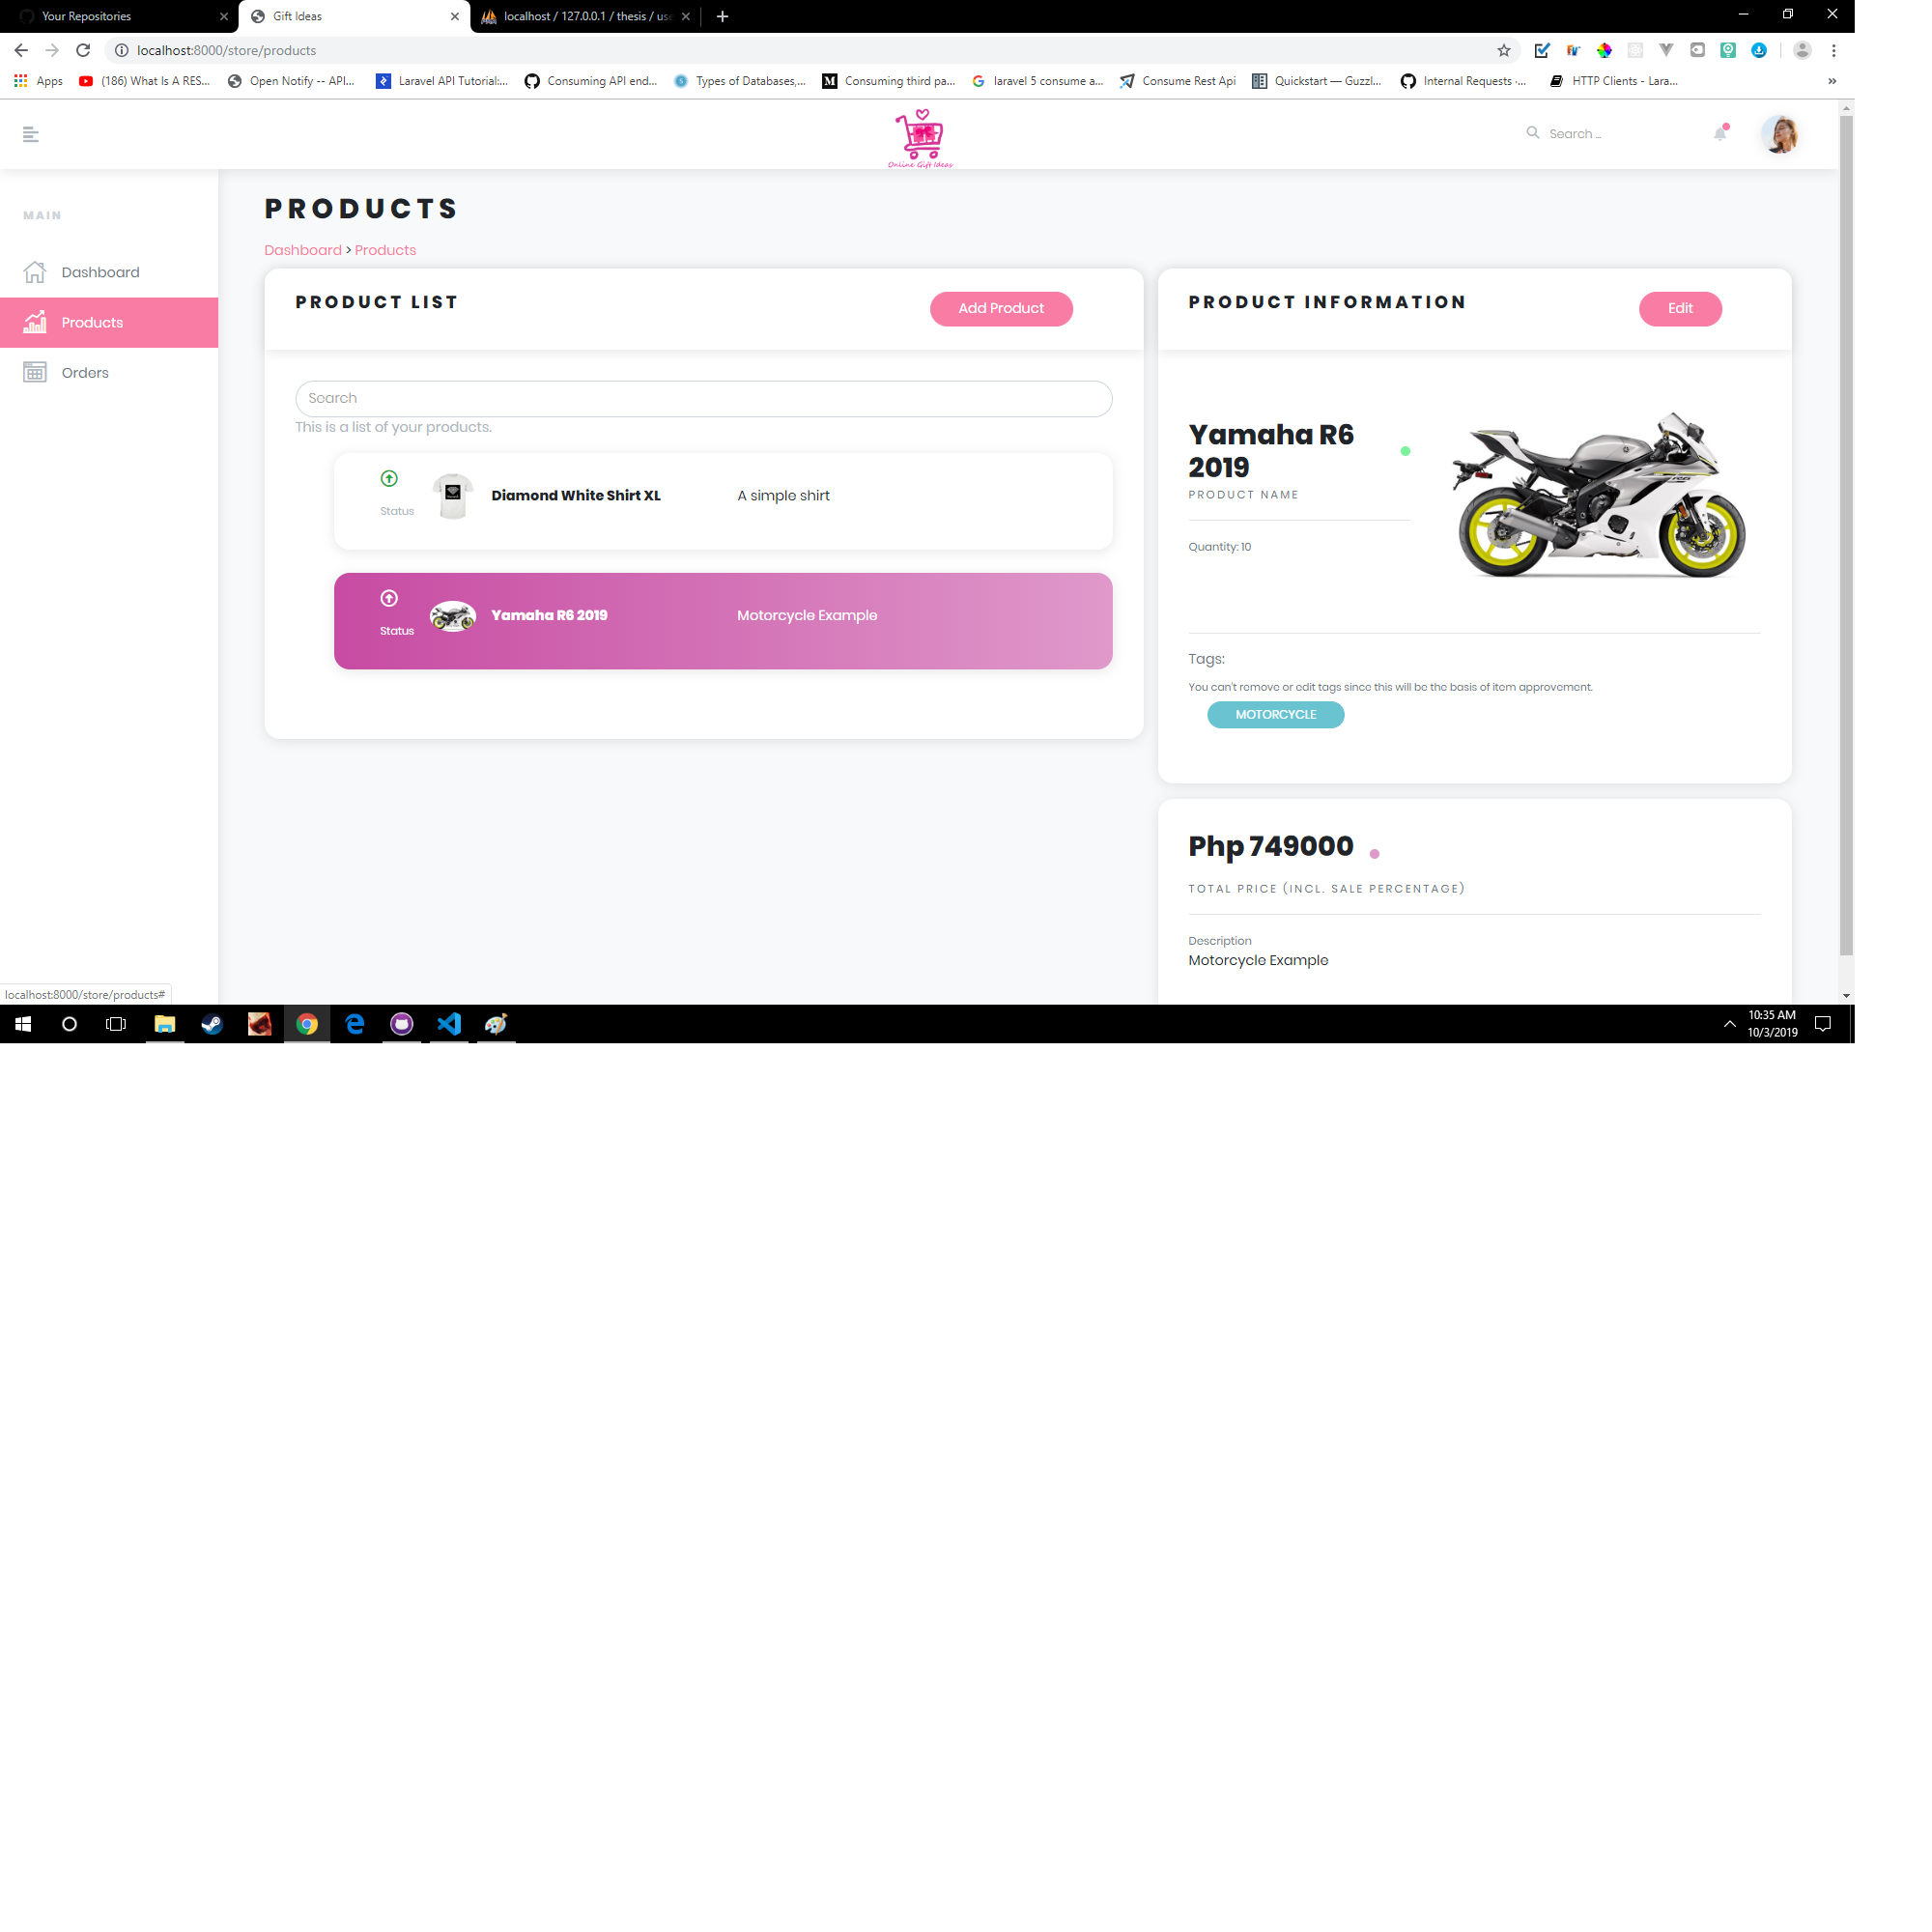 Your Repositories
Gift Ideas
localhost / 127.0.0.1 / thesis / us
localhost:8000/store/products
Apps
(186) What Is A RES...
Open Notify -- API...
Laravel API Tutorial:...
Consuming API end...
Types of Databases,...
Consuming third pa...
laravel 5 consume a...
Consume Rest Api
Quickstart — Guzzl...
Internal Requests ·...
HTTP Clients - Lara...
»
Online Gift Ideas
Search ...
MAIN
Dashboard
Products
Orders
PRODUCTS
Dashboard > Products
PRODUCT LIST
Add Product
Search
This is a list of your products.
Status
Diamond White Shirt XL
A simple shirt
Status
Yamaha R6 2019
Motorcycle Example
PRODUCT INFORMATION
Edit
Yamaha R6
2019
PRODUCT NAME
Quantity: 10
Tags:
You can't remove or edit tags since this will be the basis of item approvement.
MOTORCYCLE
Php 749000
TOTAL PRICE (INCL. SALE PERCENTAGE)
Description
Motorcycle Example
localhost:8000/store/products#
10:35 AM
10/3/2019